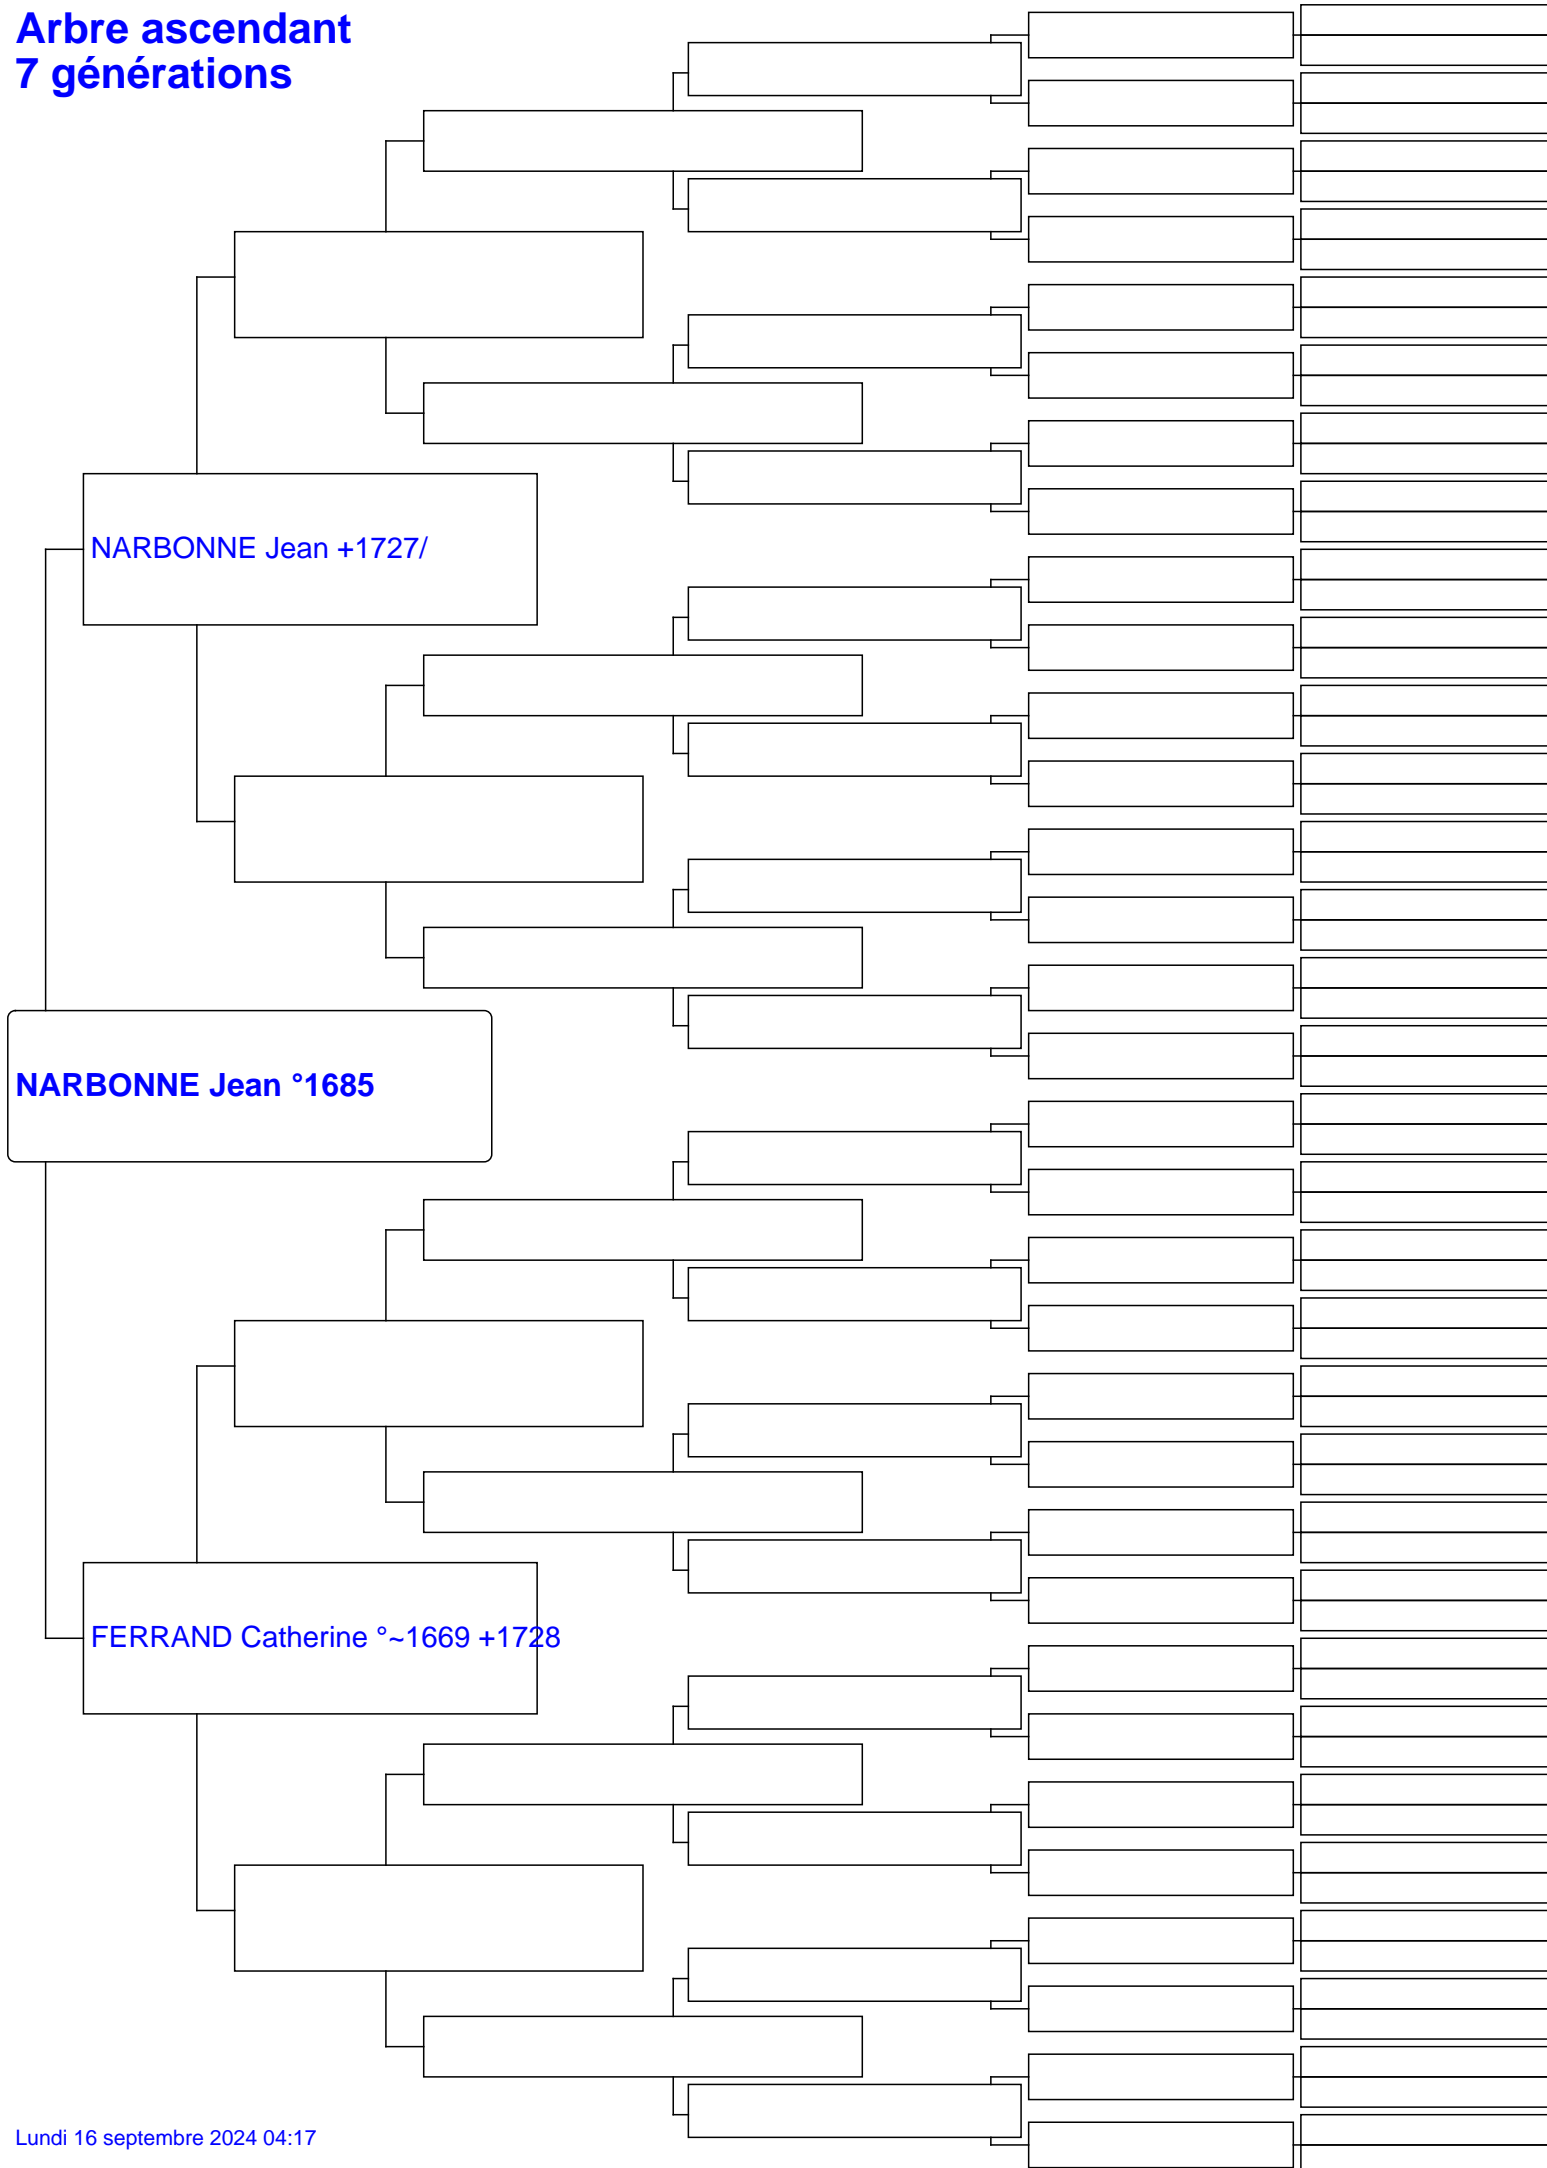 Arbre ascendant
7 générations
NARBONNE Jean +1727/
NARBONNE Jean °1685
FERRAND Catherine °~1669 +1728
Lundi 16 septembre 2024 04:17